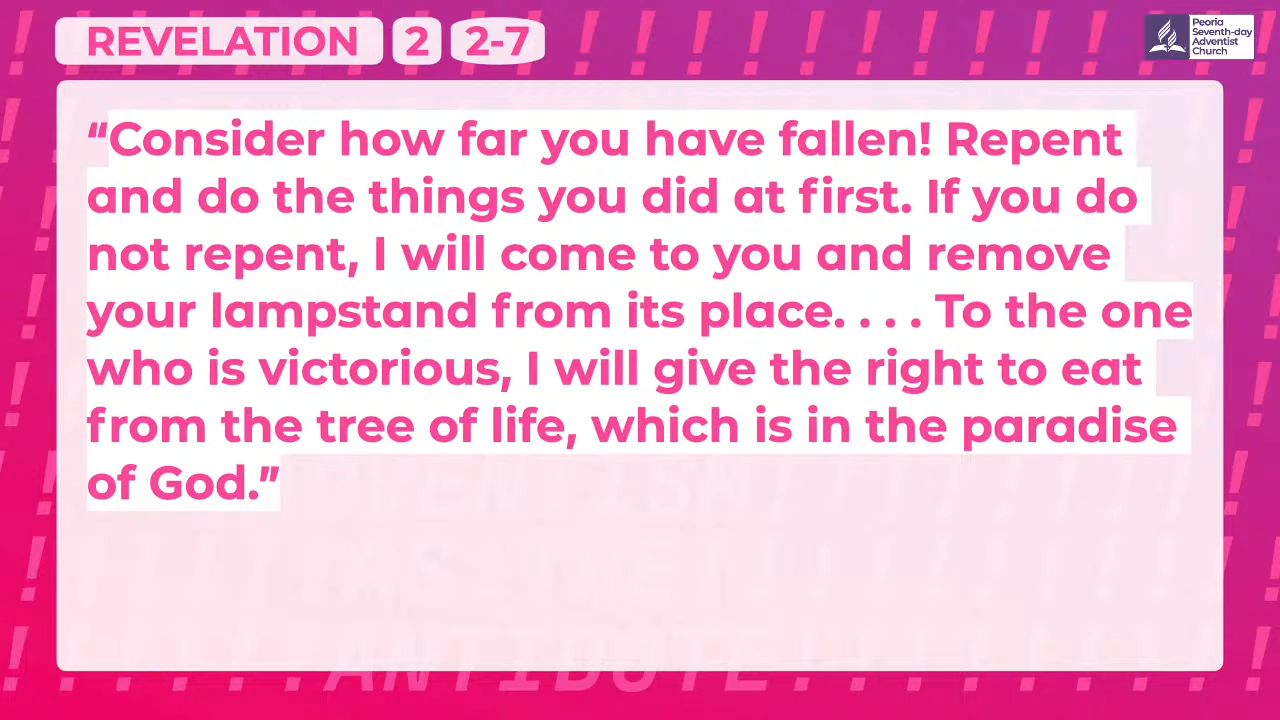 REVELATION 2 2-7
Peoria
Seventh-day
Adventist
Church
“Consider how far you have fallen! Repent
and do the things you did at first. If you do
not repent, I will come to you and remove
your lampstand from its place. . . . To the one
who is victorious, I will give the right to eat
from the tree of life, which is in the paradise
of God.”
ANTIDOTE